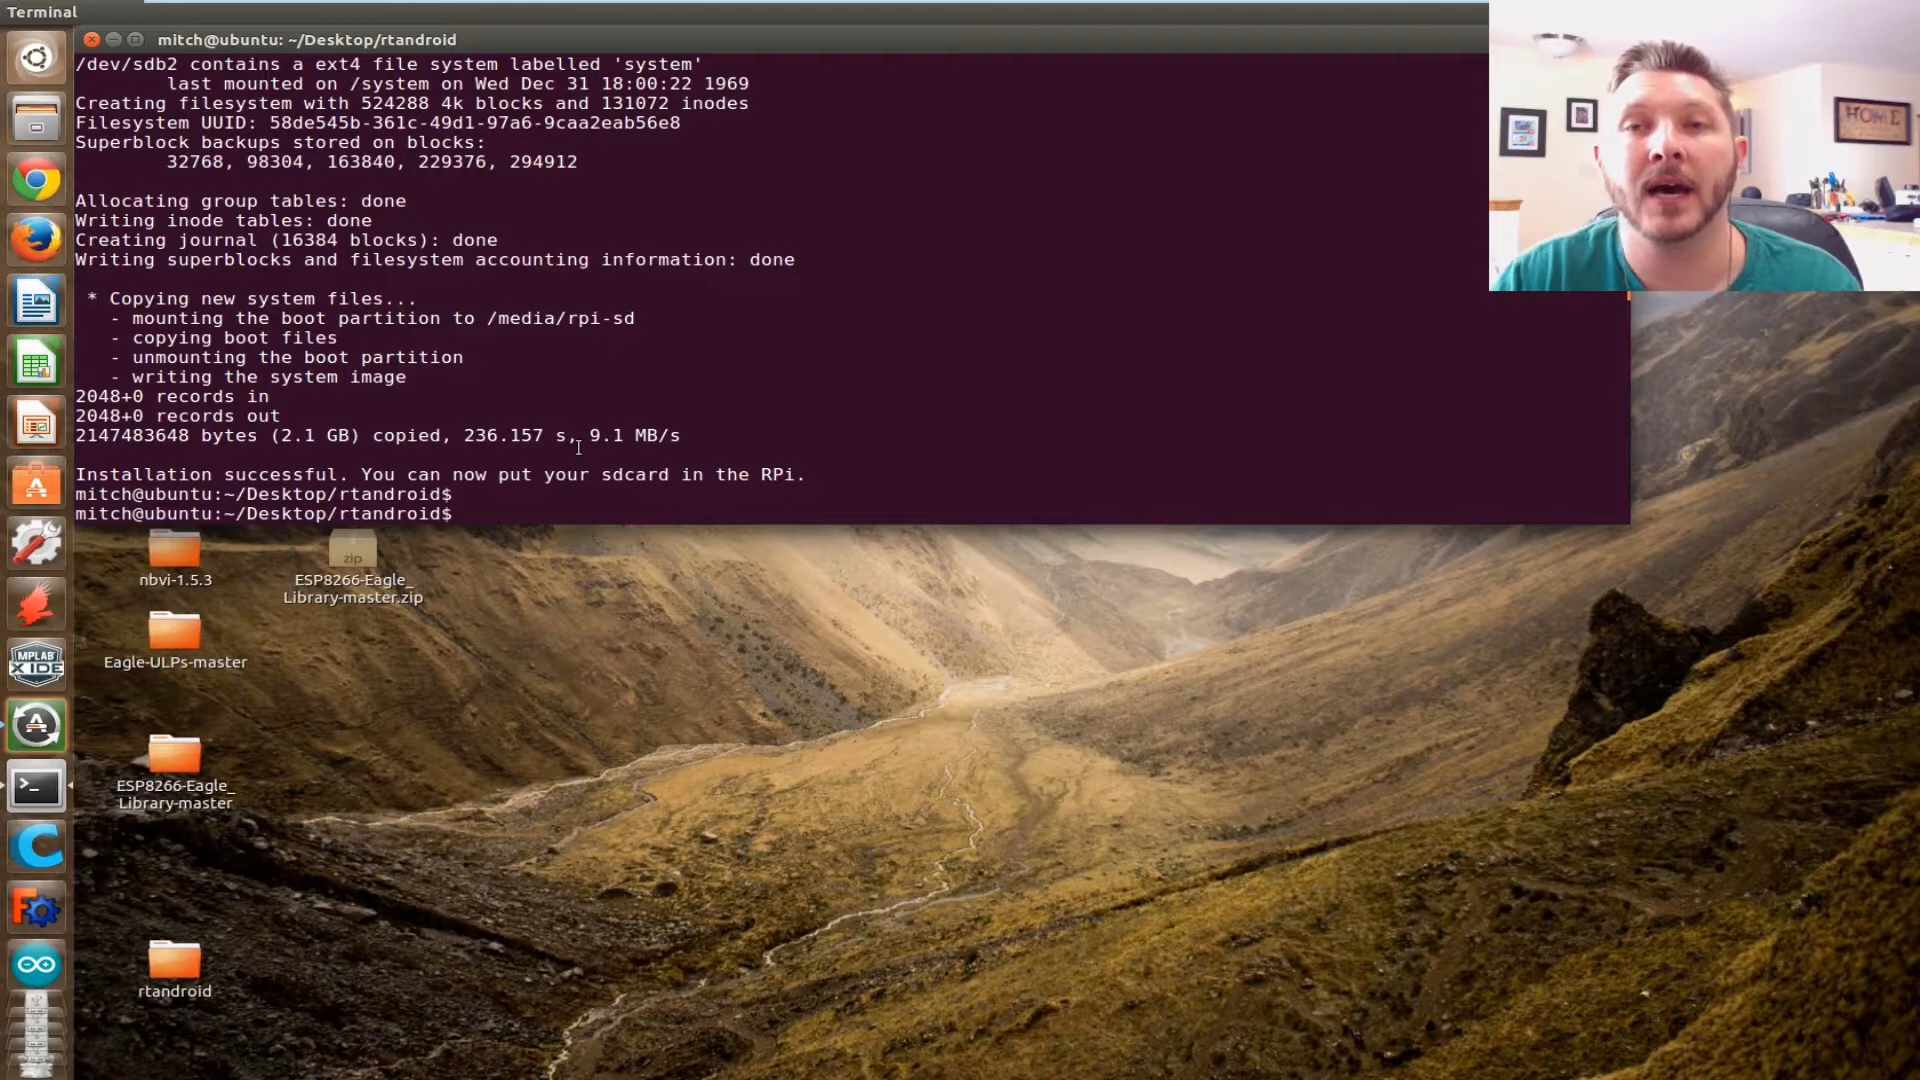 Terminal
mitch@ubuntu: ~/Desktop/rtandroid
/dev/sdb2 contains a ext4 file system labelled 'system'
last mounted on /system on Wed Dec 31 18:00:22 1969
Creating filesystem with 524288 4k blocks and 131072 inodes
Filesystem UUID: 58de545b-361c-49d1-97a6-9caa2eab56e8
Superblock backups stored on blocks:
32768, 98304, 163840, 229376, 294912
Allocating group tables: done
Writing inode tables: done
Creating journal (16384 blocks): done
Writing superblocks and filesystem accounting information: done
* Copying new system files...
- mounting the boot partition to /media/rpi-sd
- copying boot files
- unmounting the boot partition
- writing the system image
2048+0 records in
2048+0 records out
2147483648 bytes (2.1 GB) copied, 236.157 s, 9.1 MB/s
Installation successful. You can now put your sdcard in the RPi.
mitch@ubuntu:~/Desktop/rtandroid$
mitch@ubuntu:~/Desktop/rtandroid$
HOME
nbvi-1.5.3
zip
ESP8266-Eagle_
Library-master.zip
Eagle-ULPs-master
MPLAB
X IDE
ESP8266-Eagle_
Library-master
rtandroid